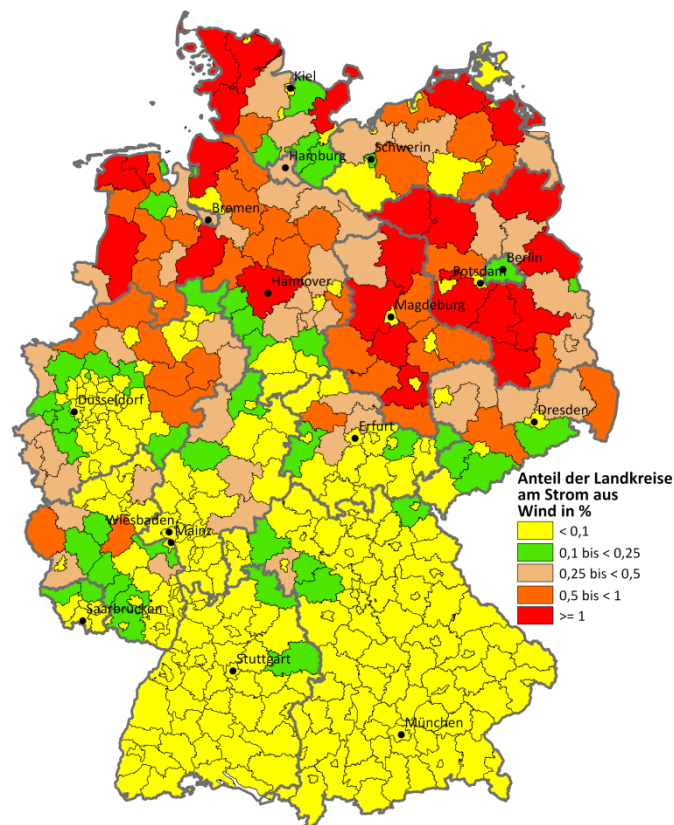 Kiel
Schwerin
Hamburg
Bremen
Berlin
Potsdam
Hannover
Magdeburg
Düsseldorf
Dresden
Erfurt
Anteil der Landkreise
am Strom aus
Wind in %
< 0,1
0,1 bis < 0,25
0,25 bis < 0,5
0,5 bis < 1
>= 1
Wiesbaden
Mainz
Saarbrücken
Stuttgart
München